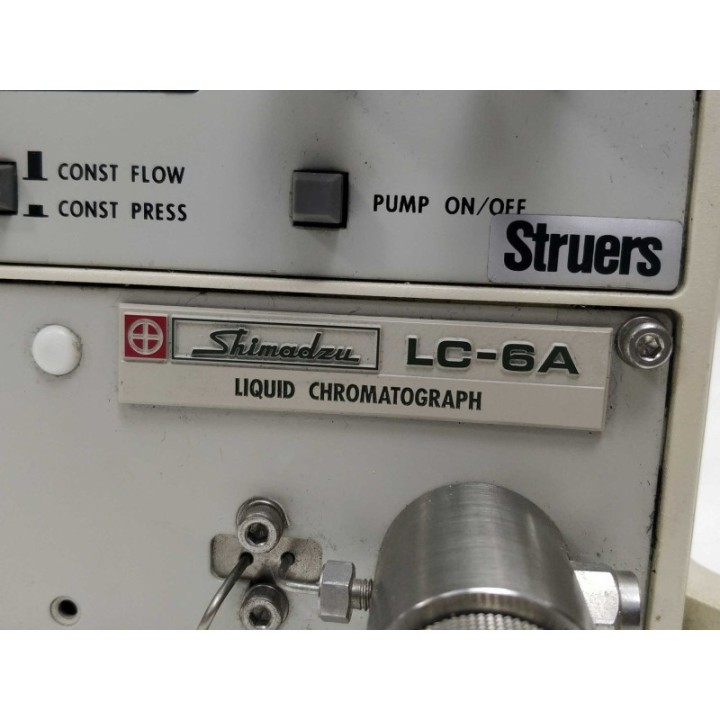 CONST FLOW
CONST PRESS
PUMP ON/OFF
Struers
Shimadzu LC-6A
LIQUID CHROMATOGRAPH